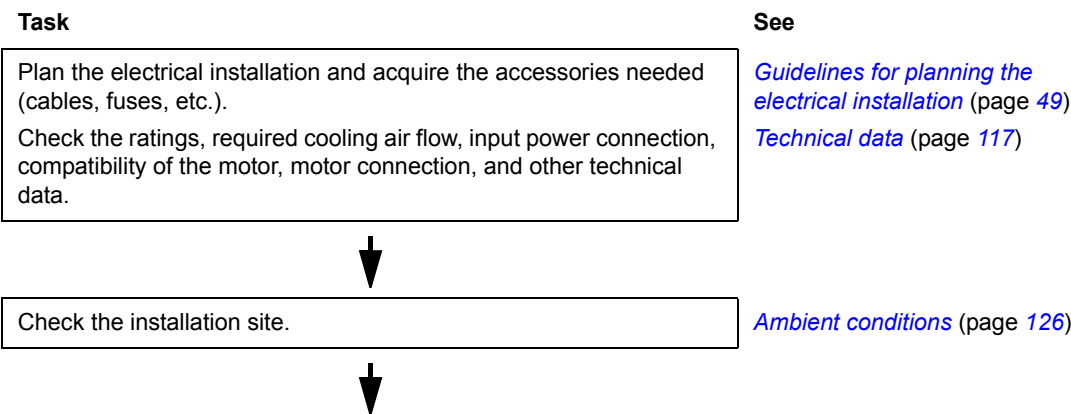 Task See
Plan the electrical installation and acquire the accessories needed
(cables, fuses, etc.).
Guidelines for planning the
electrical installation (page 49)
Check the ratings, required cooling air flow, input power connection,
compatibility of the motor, motor connection, and other technical
data.
Technical data (page 117)
Check the installation site.
Ambient conditions (page 126)